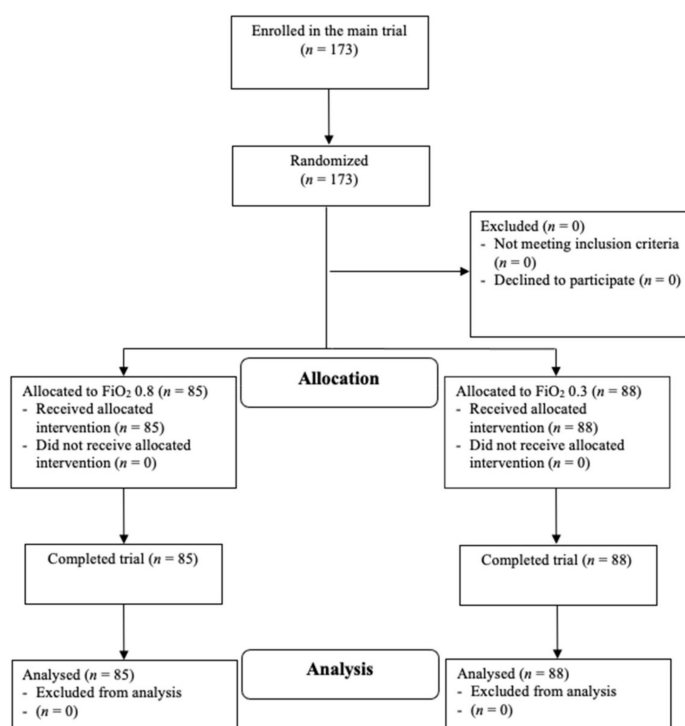 Enrolled in the main trial
(n = 173)
Randomized
(n = 173)
Excluded (n = 0)
- Not meeting inclusion criteria
(n = 0)
- Declined to participate (n = 0)
Allocation
Allocated to FiO₂ 0.8 (n = 85)
- Received allocated
intervention (n = 85)
- Did not receive allocated
intervention (n = 0)
Allocated to FiO₂ 0.3 (n = 88)
- Received allocated
intervention (n = 88)
- Did not receive allocated
intervention (n = 0)
Completed trial (n = 85)
Completed trial (n = 88)
Analysis
Analysed (n = 85)
- Excluded from analysis
- (n = 0)
Analysed (n = 88)
- Excluded from analysis
- (n = 0)